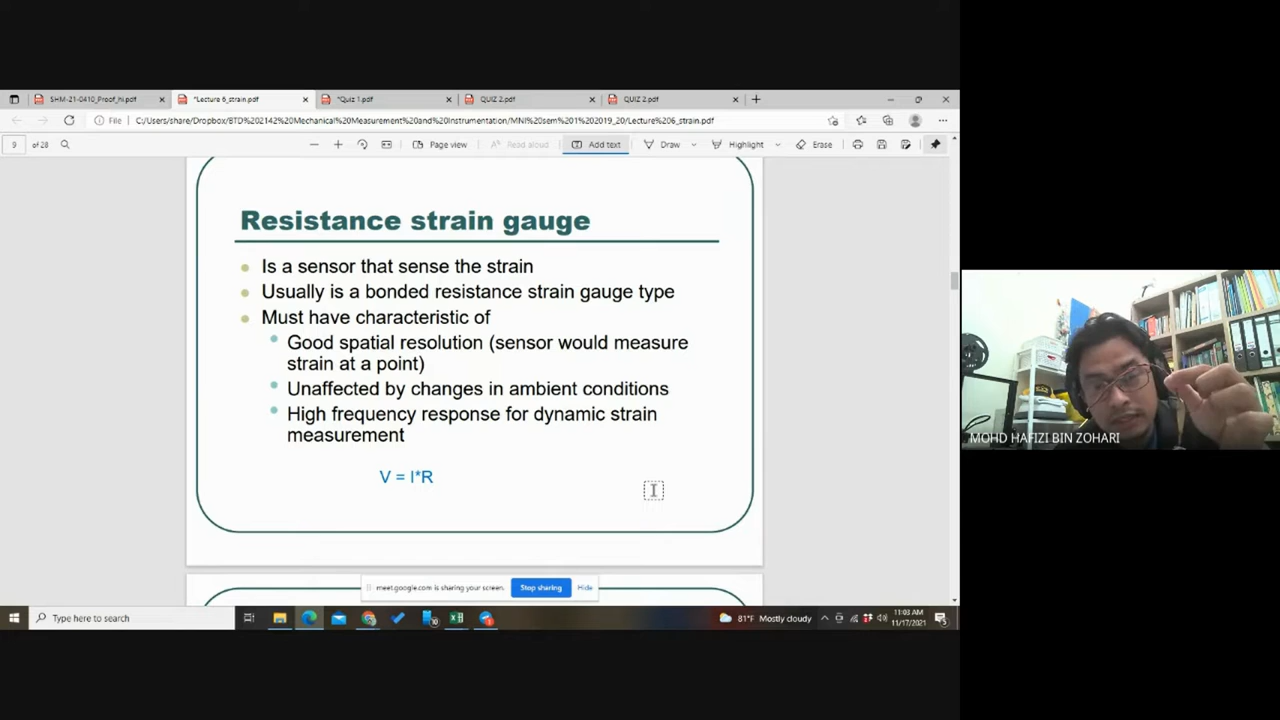 SHM-21-0410_Proof_hi.pdf
*Lecture 6_strain.pdf
*Quiz 1.pdf
QUIZ 2.pdf
QUIZ 2.pdf
File
C:/Users/share/Dropbox/BTD%202142%20Mechanical%20Measurement%20and%20Instrumentation/MNI%20sem%201%202019_20/Lecture%206_strain.pdf
9 of 28
Page view
Read aloud
Add text
Draw
Highlight
Erase
Resistance strain gauge
Is a sensor that sense the strain
Usually is a bonded resistance strain gauge type
Must have characteristic of
Good spatial resolution (sensor would measure
strain at a point)
Unaffected by changes in ambient conditions
High frequency response for dynamic strain
measurement
V = I*R
MOHD HAFIZI BIN ZOHARI
meet.google.com is sharing your screen.
Stop sharing
Hide
Type here to search
81°F Mostly cloudy
11:03 AM
11/17/2021